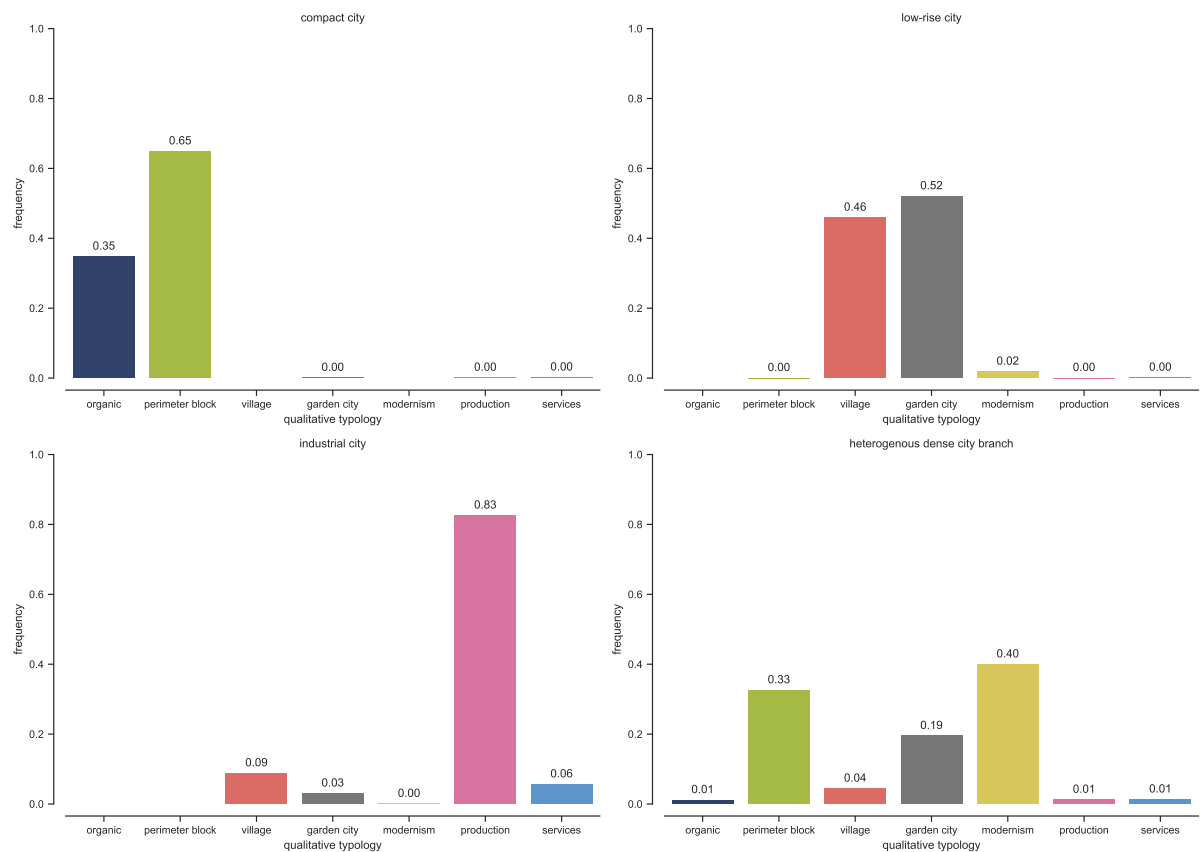 compact city
1.0
0.8
0.6
0.4
0.2
0.0
frequency
0.35
0.65
0.00
0.00
0.00
organic perimeter block village garden city modernism production services
qualitative typology
low-rise city
1.0
0.8
0.6
0.4
0.2
0.0
frequency
0.00
0.46
0.52
0.02
0.00
0.00
organic perimeter block village garden city modernism production services
qualitative typology
industrial city
1.0
0.8
0.6
0.4
0.2
0.0
frequency
0.09
0.03
0.00
0.83
0.06
organic perimeter block village garden city modernism production services
qualitative typology
heterogenous dense city branch
1.0
0.8
0.6
0.4
0.2
0.0
frequency
0.01
0.33
0.04
0.19
0.40
0.01
0.01
organic perimeter block village garden city modernism production services
qualitative typology